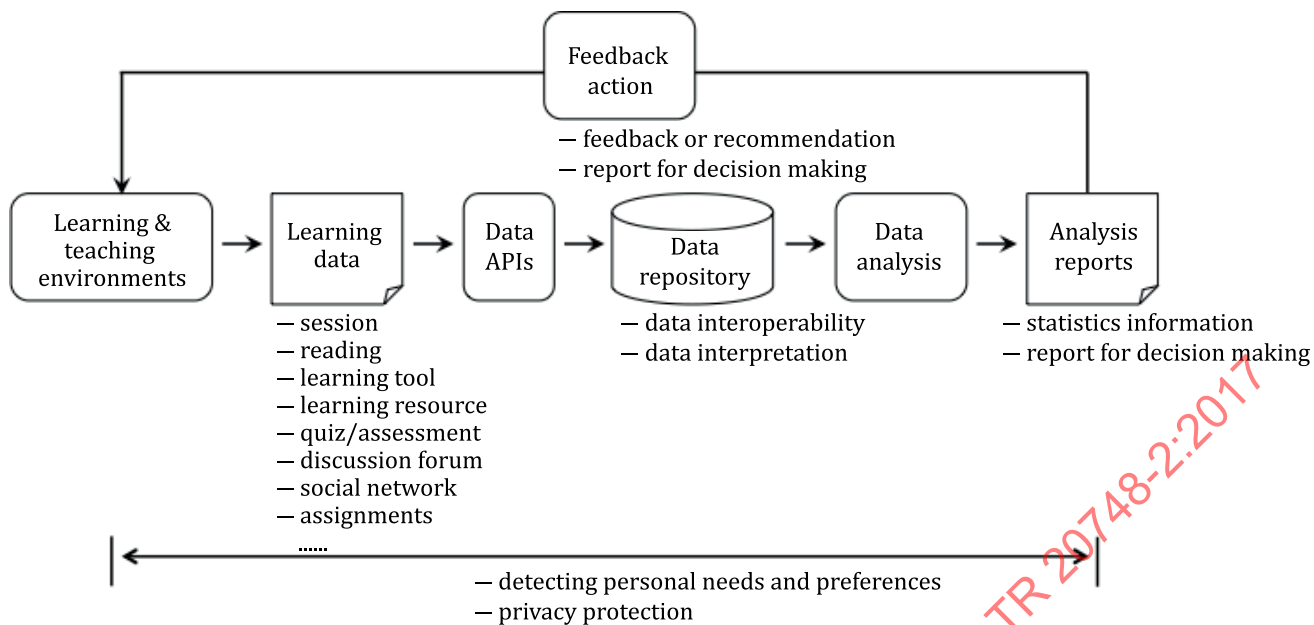 Feedback
action
— feedback or recommendation
— report for decision making
Learning &
teaching
environments
Learning
data
Data
APIs
Data
repository
Data
analysis
Analysis
reports
— session
— reading
— learning tool
— learning resource
— quiz/assessment
— discussion forum
— social network
— assignments
......
— data interoperability
— data interpretation
— statistics information
— report for decision making
— detecting personal needs and preferences
— privacy protection
TR 20748-2:2017